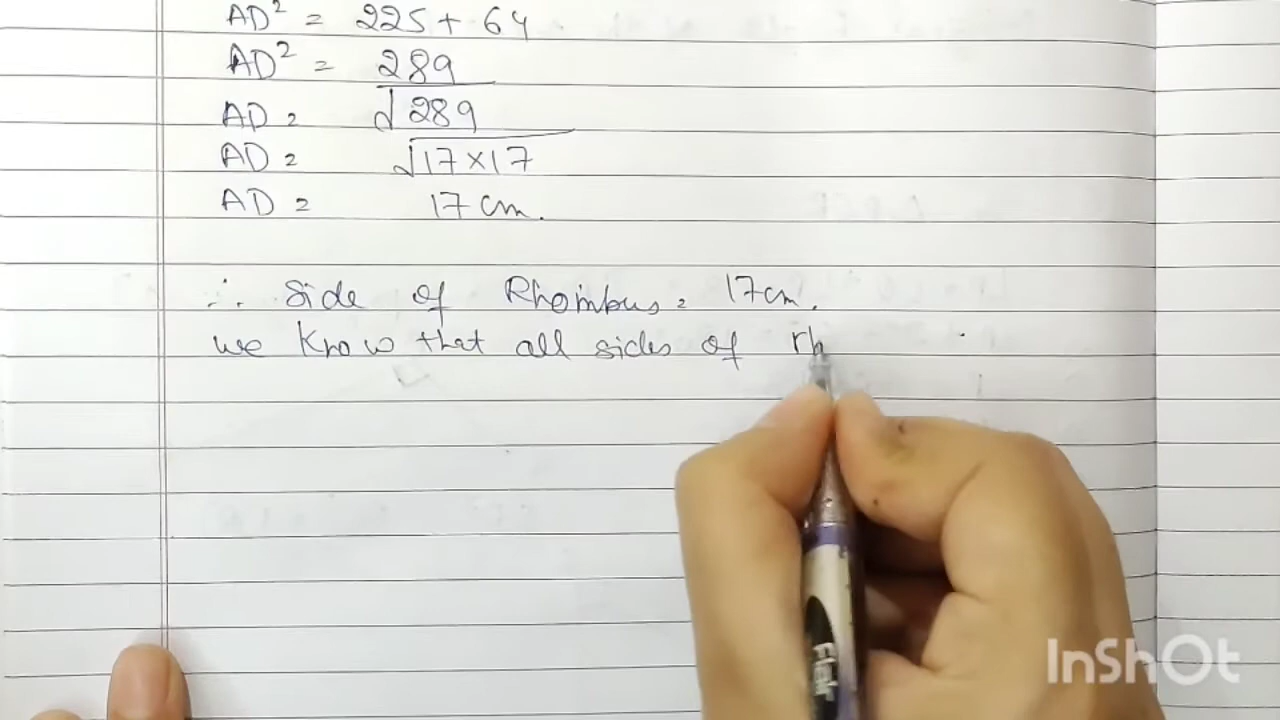 AD² = 225 + 64
AD² = 289
AD = √289
AD = √17×17
AD = 17 cm.
∴ Side of Rhombus = 17cm.
we know that all sides of rh
Flair
InShOt